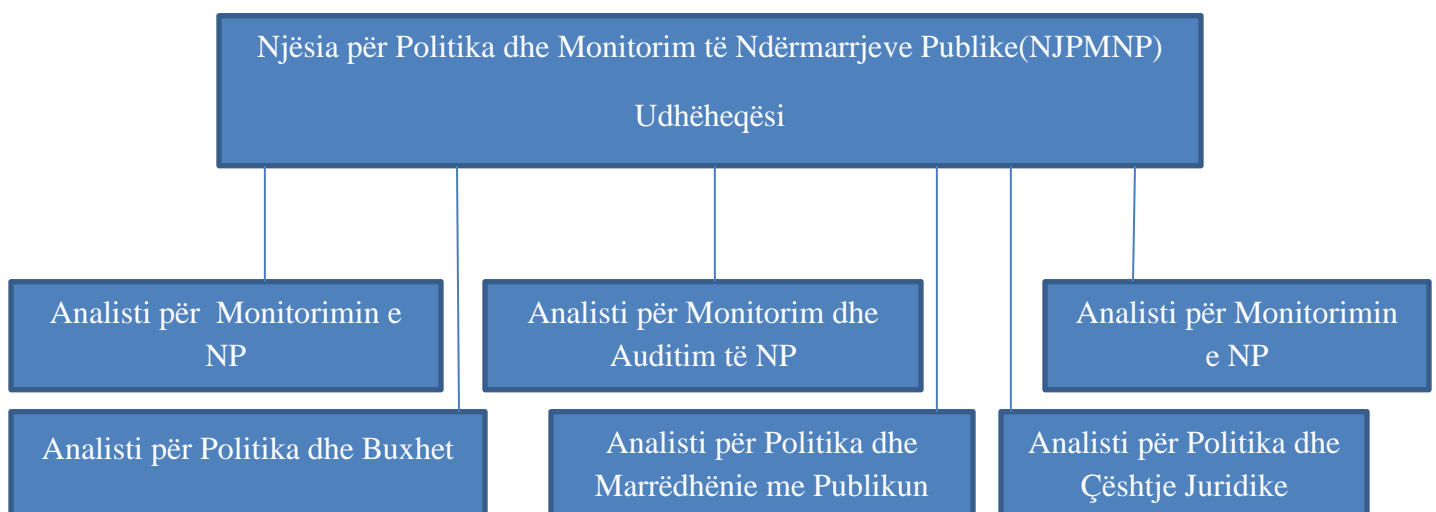 Njësia për Politika dhe Monitorim të Ndërmarrjeve Publike(NJPMNP)
Udhëheqësi
Analisti për Monitorimin e
NP
Analisti për Monitorim dhe
Auditim të NP
Analisti për Monitorimin
e NP
Analisti për Politika dhe Buxhet
Analisti për Politika dhe
Marrëdhënie me Publikun
Analisti për Politika dhe
Çështje Juridike